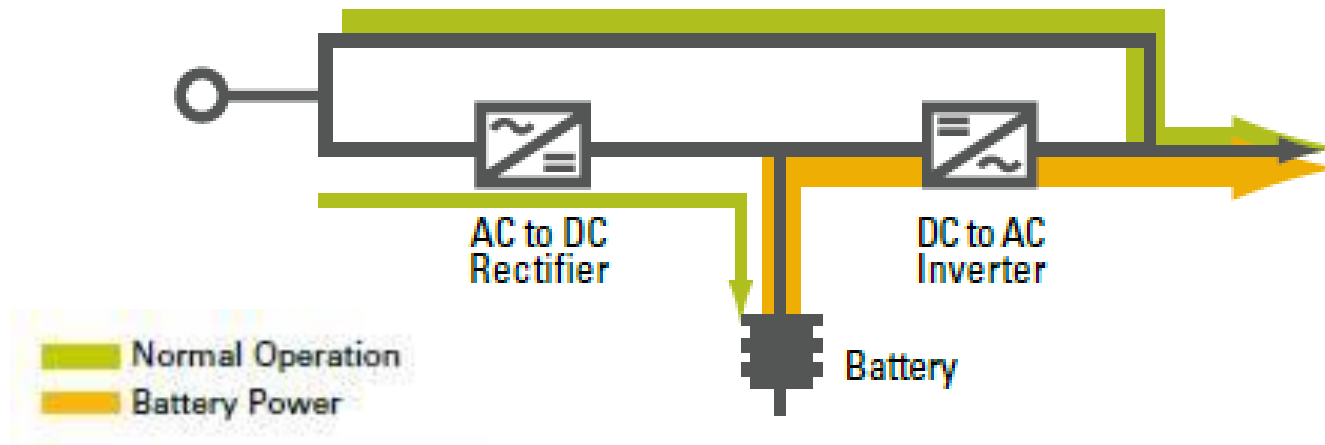 AC to DC
Rectifier
DC to AC
Inverter
Battery
Normal Operation
Battery Power